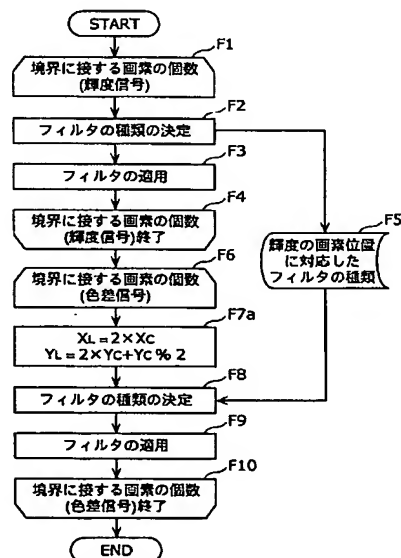 START
F1
境界に接する画素の個数
(輝度信号)
F2
フィルタの種類の決定
F3
フィルタの適用
F4
境界に接する画素の個数
(輝度信号)終了
F5
輝度の画素位置
に対応した
フィルタの種類
F6
境界に接する画素の個数
(色差信号)
F7a
XL=2×XC
YL=2×YC+YC%2
F8
フィルタの種類の決定
F9
フィルタの適用
F10
境界に接する画素の個数
(色差信号)終了
END